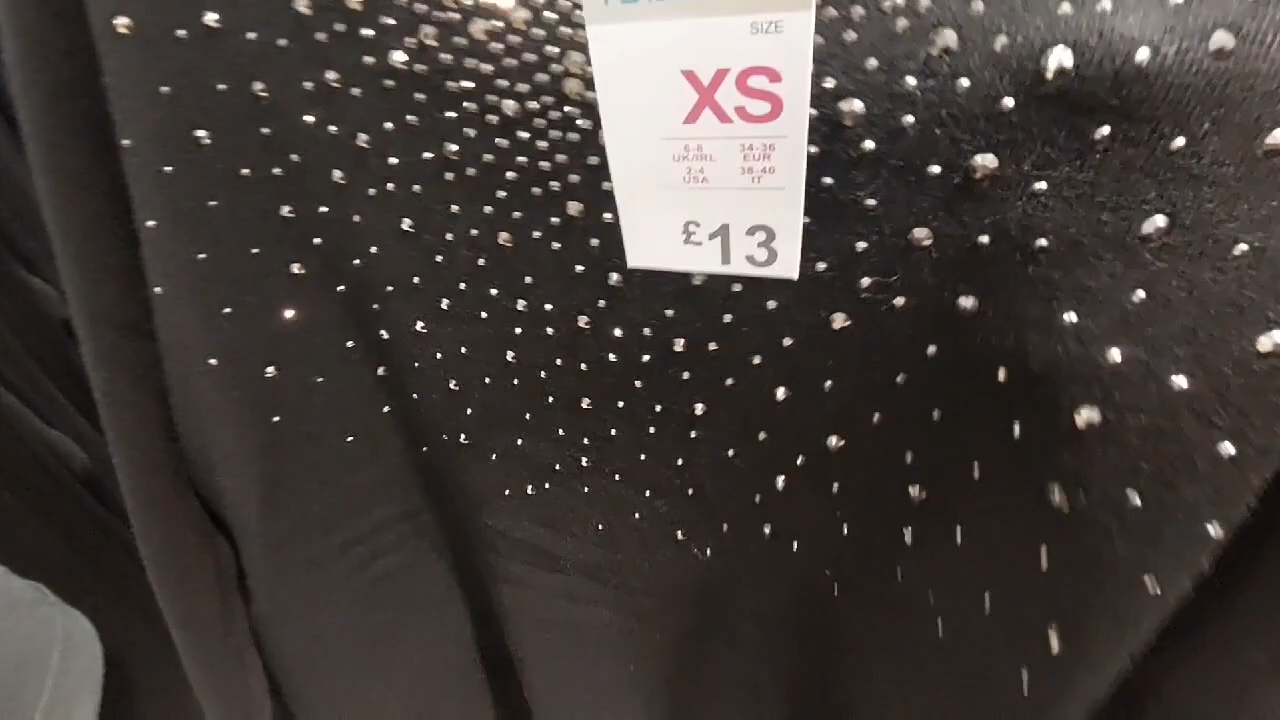 SIZE
XS
6-8 34-36
UK/IRL EUR
2-4 38-40
USA IT
£13